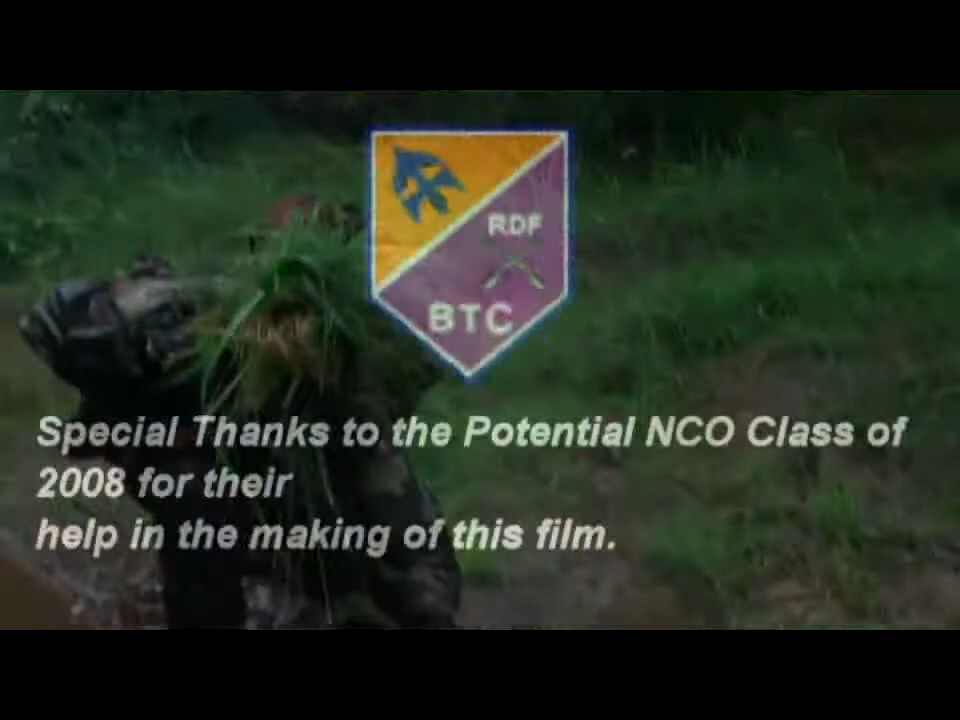 RDF
BTC
Special Thanks to the Potential NCO Class of
2008 for their
help in the making of this film.